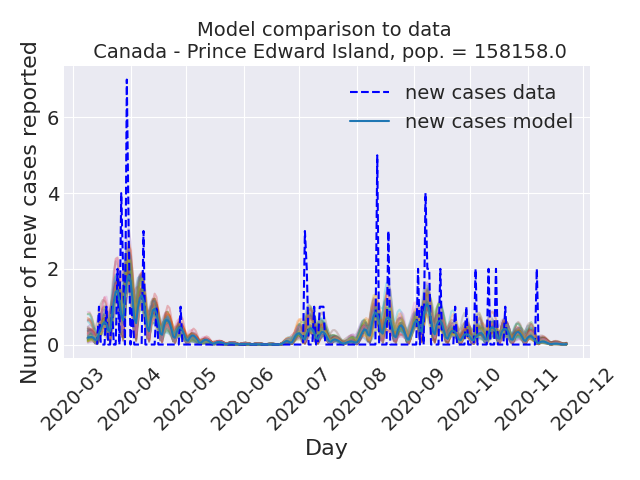 Model comparison to data
Canada - Prince Edward Island, pop. = 158158.0
new cases data
new cases model
Number of new cases reported
6
4
2
0
2020-03
2020-04
2020-05
2020-06
2020-07
2020-08
2020-09
2020-10
2020-11
2020-12
Day